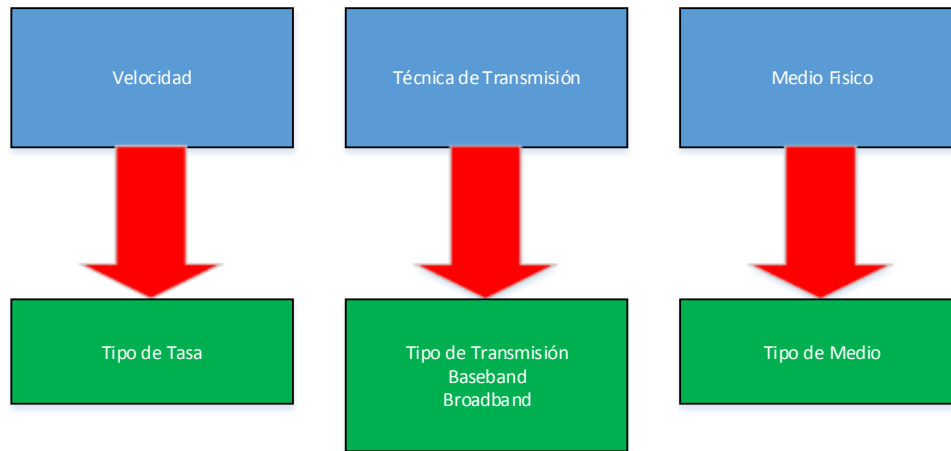 Velocidad
Técnica de Transmisión
Medio Fisico
Tipo de Tasa
Tipo de Transmisión
Baseband
Broadband
Tipo de Medio